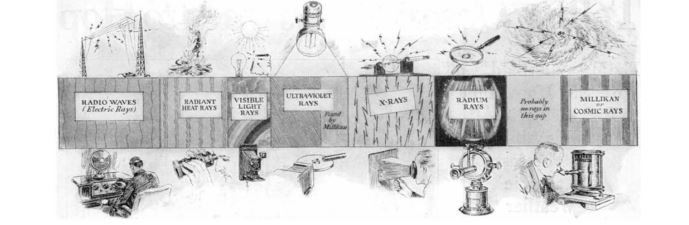 RADIO WAVES
(Electric Rays)
RADIANT
HEAT RAYS
VISIBLE
LIGHT
RAYS
ULTRA-VIOLET
RAYS
Found
by
Millikan
X-RAYS
RADIUM
RAYS
Probably
no rays in
this gap
MILLIKAN
or
COSMIC RAYS